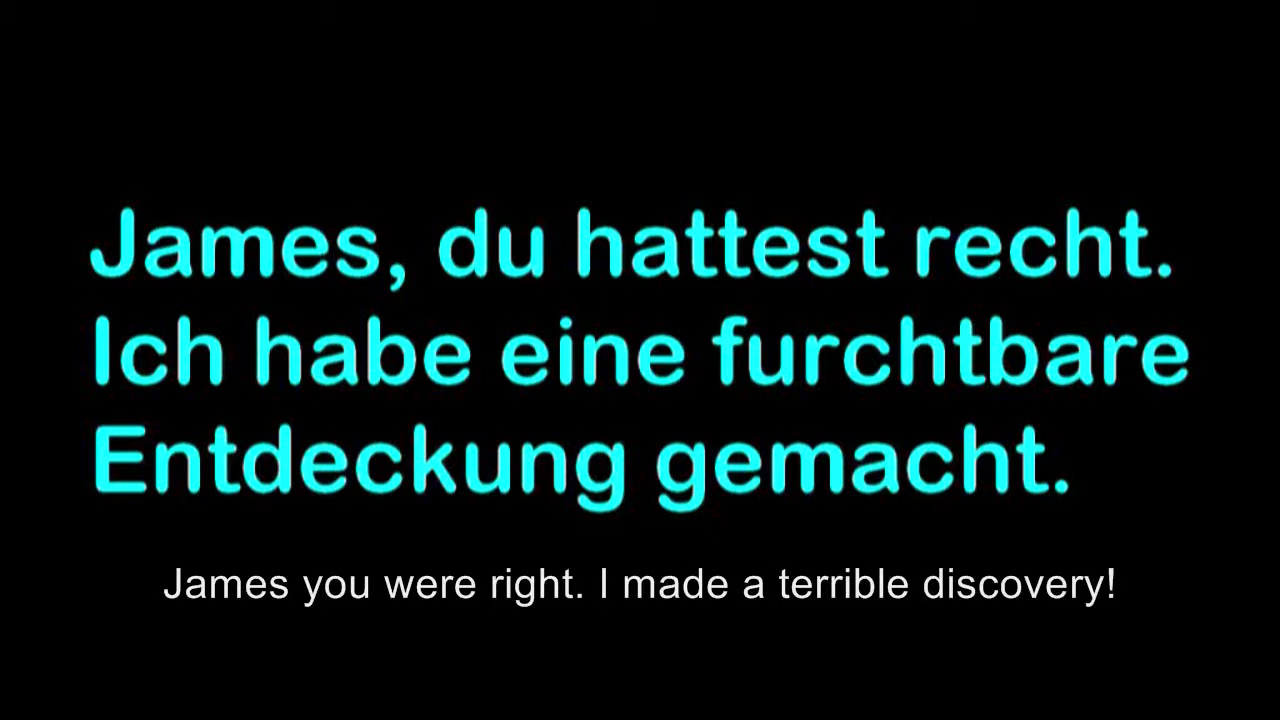 James, du hattest recht.
Ich habe eine furchtbare
Entdeckung gemacht.
James you were right. I made a terrible discovery!